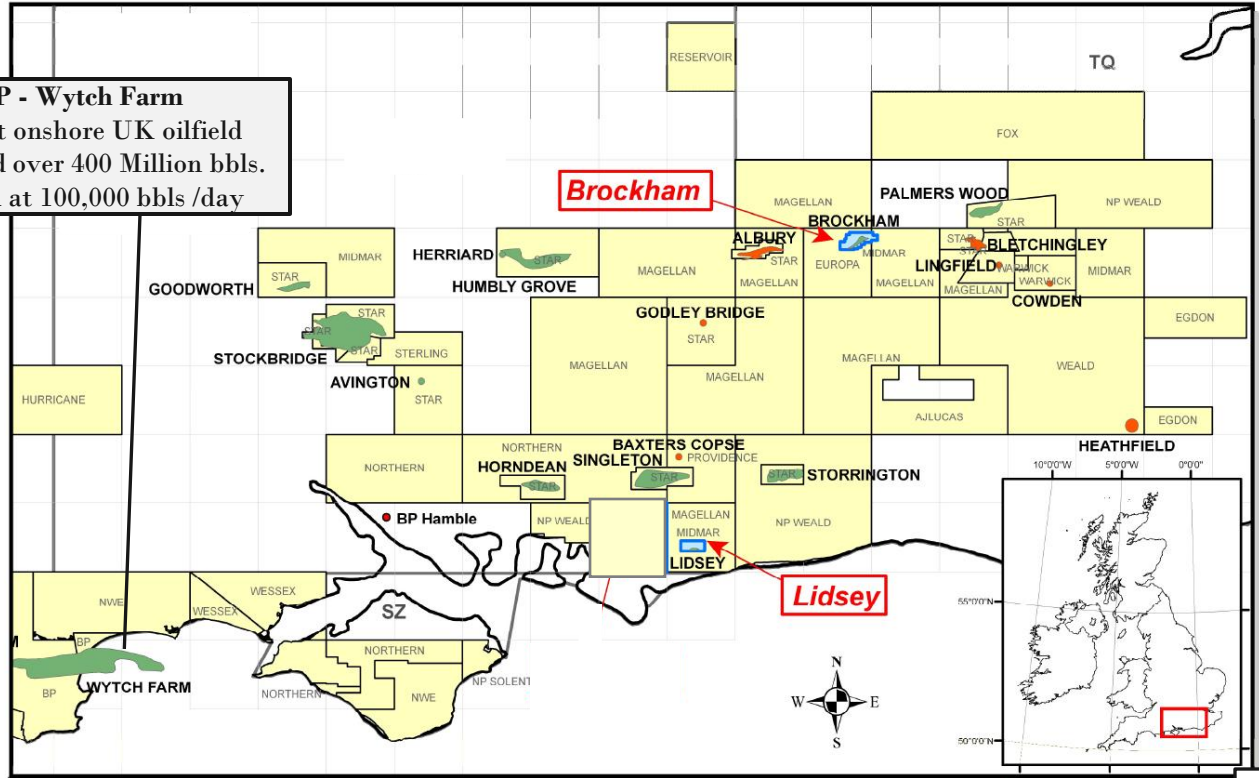 P - Wytch Farm
t onshore UK oilfield
d over 400 Million bbls.
at 100,000 bbls /day
RESERVOIR
TQ
FOX
Brockham
MAGELLAN
PALMERS WOOD
NP WEALD
STAR
BROCKHAM
ALBURY
STAR
BLETCHINGLEY
STAR
HERRIARD
STAR
MIDMAR
MAGELLAN
STAR
EUROPA
MIDMAR
LINGFIELD
WARWICK
MIDMAR
STAR
GOODWORTH
HUMBLY GROVE
MAGELLAN
MAGELLAN
MAGELLAN
WARWICK
COWDEN
STAR
GODLEY BRIDGE
EGDON
STAR
STAR
STERLING
STAR
STOCKBRIDGE
MAGELLAN
MAGELLAN
MAGELLAN
WEALD
AVINGTON
STAR
HURRICANE
AJLUCAS
EGDON
HEATHFIELD
NORTHERN
NORTHERN
BAXTERS COPSE
PROVIDENCE
HORNDEAN
SINGLETON
STAR
STAR
STAR
STORRINGTON
BP Hamble
NP WEALD
MAGELLAN
MIDMAR
NP WEALD
LIDSEY
Lidsey
NWE
WESSEX
WESSEX
SZ
BP
NORTHERN
BP
WYTCH FARM
NORTHERN
NWE
NP SOLENT
N
W
E
S
10°0'0"W
5°0'0"W
0°0'0"
55°0'0"N
50°0'0"N